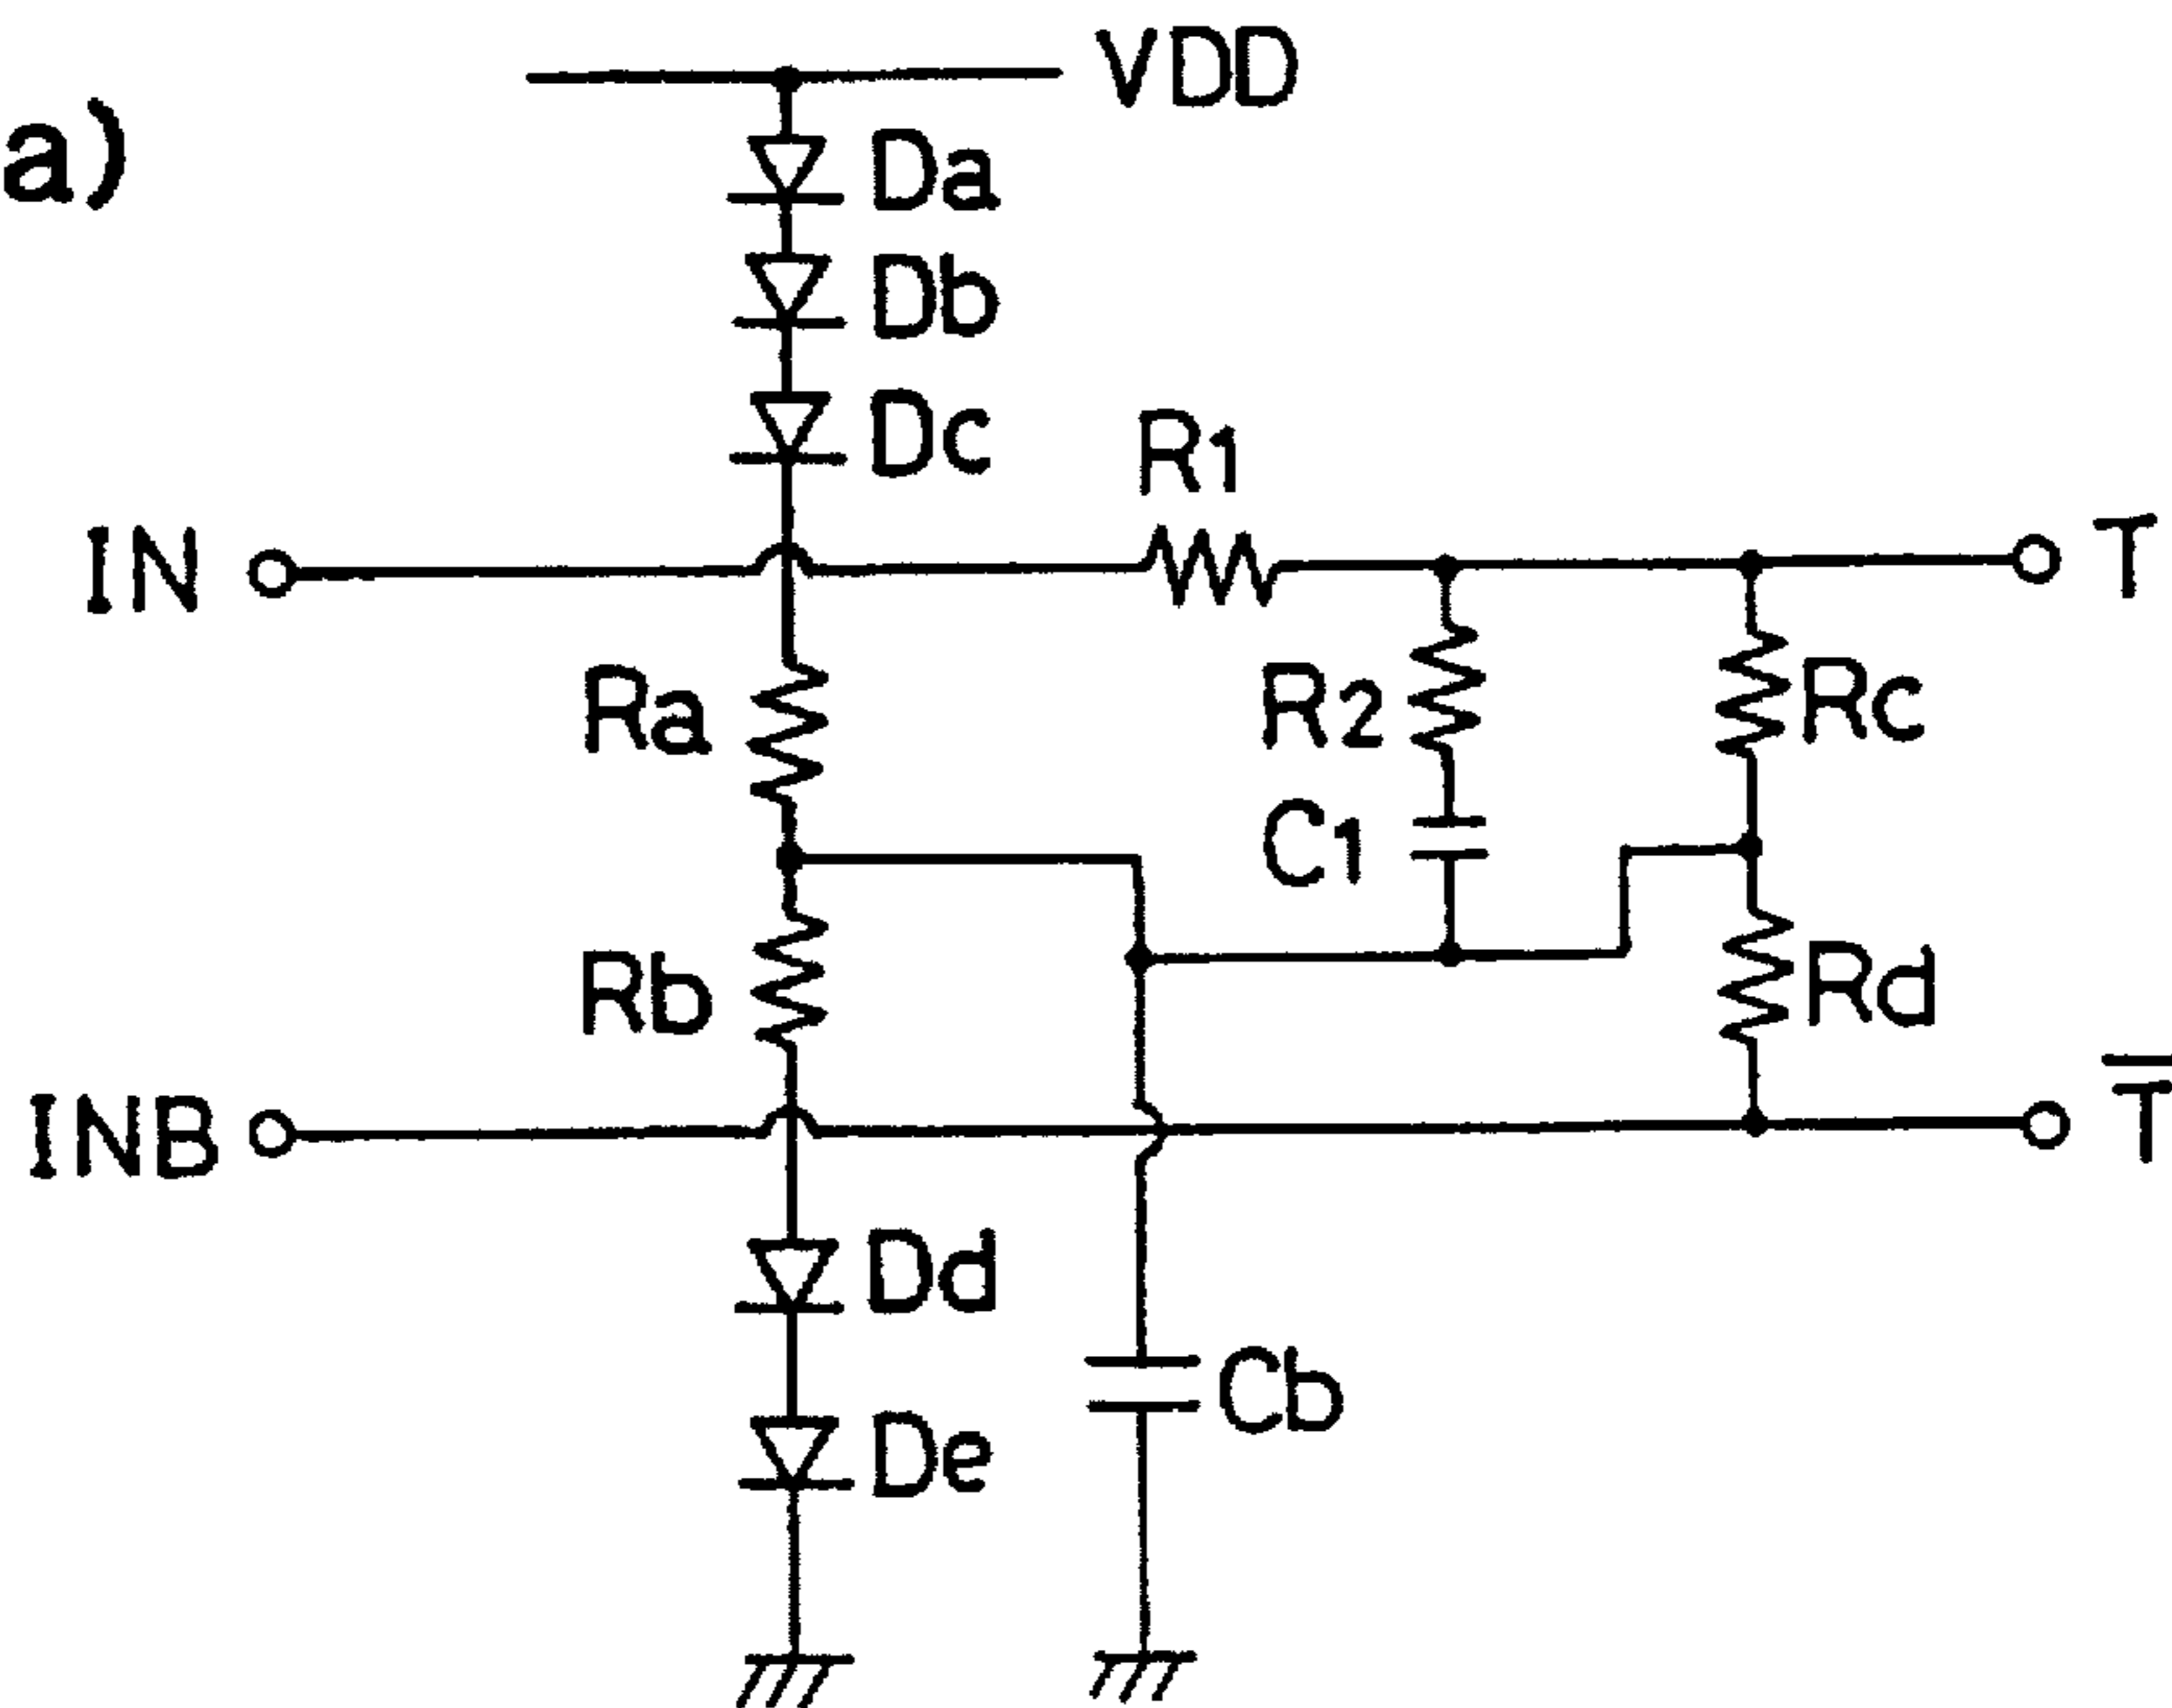 VDD
a)
Da
Db
Dc
R1
IN
T
Ra
R2
Rc
C1
Rb
Rd
INB
T̅
Dd
Cb
De